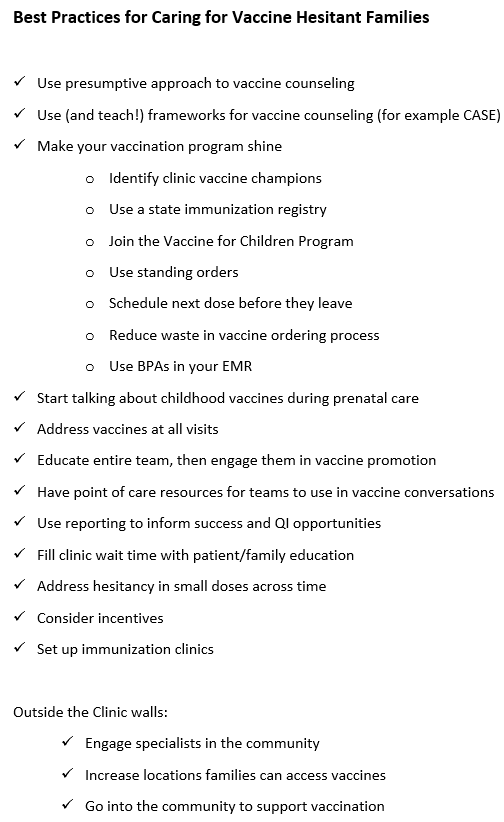 Best Practices for Caring for Vaccine Hesitant Families
✓ Use presumptive approach to vaccine counseling
✓ Use (and teach!) frameworks for vaccine counseling (for example CASE)
✓ Make your vaccination program shine
o Identify clinic vaccine champions
o Use a state immunization registry
o Join the Vaccine for Children Program
o Use standing orders
o Schedule next dose before they leave
o Reduce waste in vaccine ordering process
o Use BPAs in your EMR
✓ Start talking about childhood vaccines during prenatal care
✓ Address vaccines at all visits
✓ Educate entire team, then engage them in vaccine promotion
✓ Have point of care resources for teams to use in vaccine conversations
✓ Use reporting to inform success and QI opportunities
✓ Fill clinic wait time with patient/family education
✓ Address hesitancy in small doses across time
✓ Consider incentives
✓ Set up immunization clinics
Outside the Clinic walls:
✓ Engage specialists in the community
✓ Increase locations families can access vaccines
✓ Go into the community to support vaccination